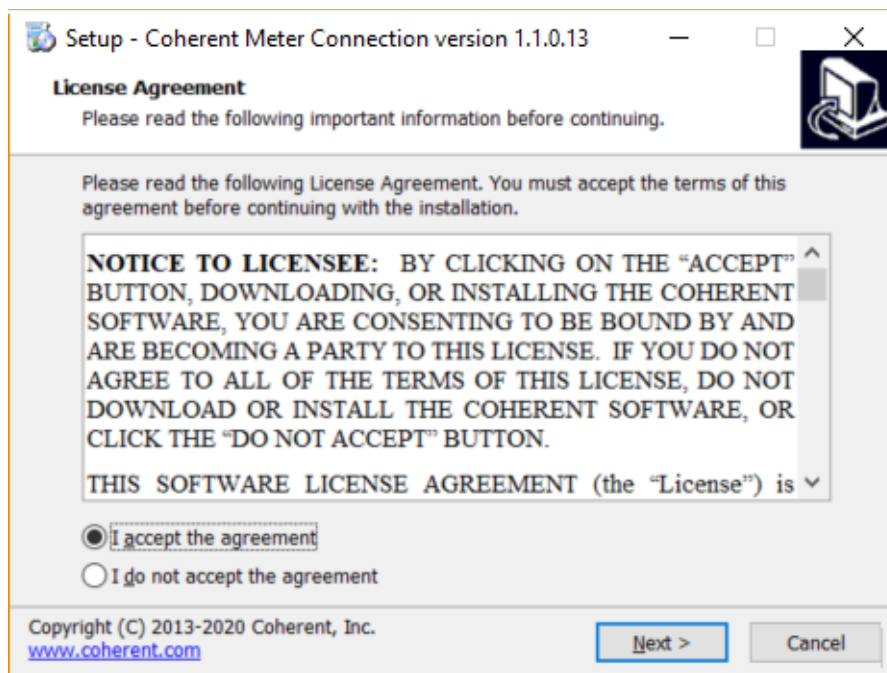 Setup - Coherent Meter Connection version 1.1.0.13
License Agreement
Please read the following important information before continuing.
Please read the following License Agreement. You must accept the terms of this
agreement before continuing with the installation.
NOTICE TO LICENSEE: BY CLICKING ON THE “ACCEPT”
BUTTON, DOWNLOADING, OR INSTALLING THE COHERENT
SOFTWARE, YOU ARE CONSENTING TO BE BOUND BY AND
ARE BECOMING A PARTY TO THIS LICENSE. IF YOU DO NOT
AGREE TO ALL OF THE TERMS OF THIS LICENSE, DO NOT
DOWNLOAD OR INSTALL THE COHERENT SOFTWARE, OR
CLICK THE “DO NOT ACCEPT” BUTTON.
THIS SOFTWARE LICENSE AGREEMENT (the “License”) is
I accept the agreement
I do not accept the agreement
Copyright (C) 2013-2020 Coherent, Inc.
www.coherent.com
Next >
Cancel